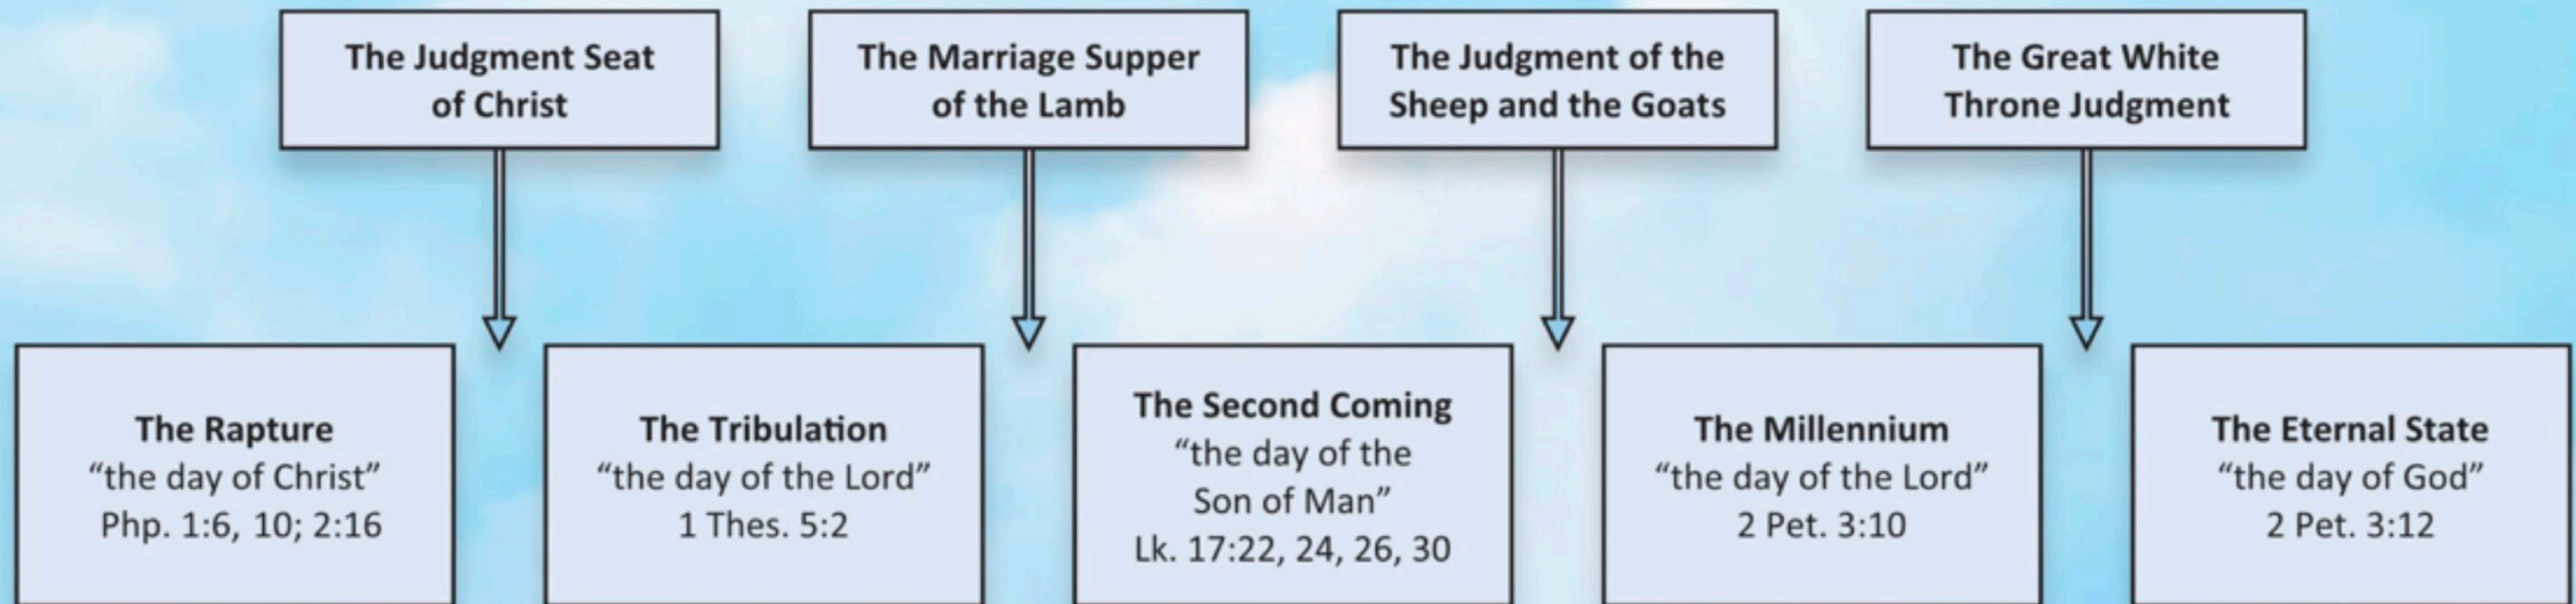 The Judgment Seat
of Christ
The Marriage Supper
of the Lamb
The Judgment of the
Sheep and the Goats
The Great White
Throne Judgment
The Rapture
“the day of Christ”
Php. 1:6, 10; 2:16
The Tribulation
“the day of the Lord”
1 Thes. 5:2
The Second Coming
“the day of the
Son of Man”
Lk. 17:22, 24, 26, 30
The Millennium
“the day of the Lord”
2 Pet. 3:10
The Eternal State
“the day of God”
2 Pet. 3:12